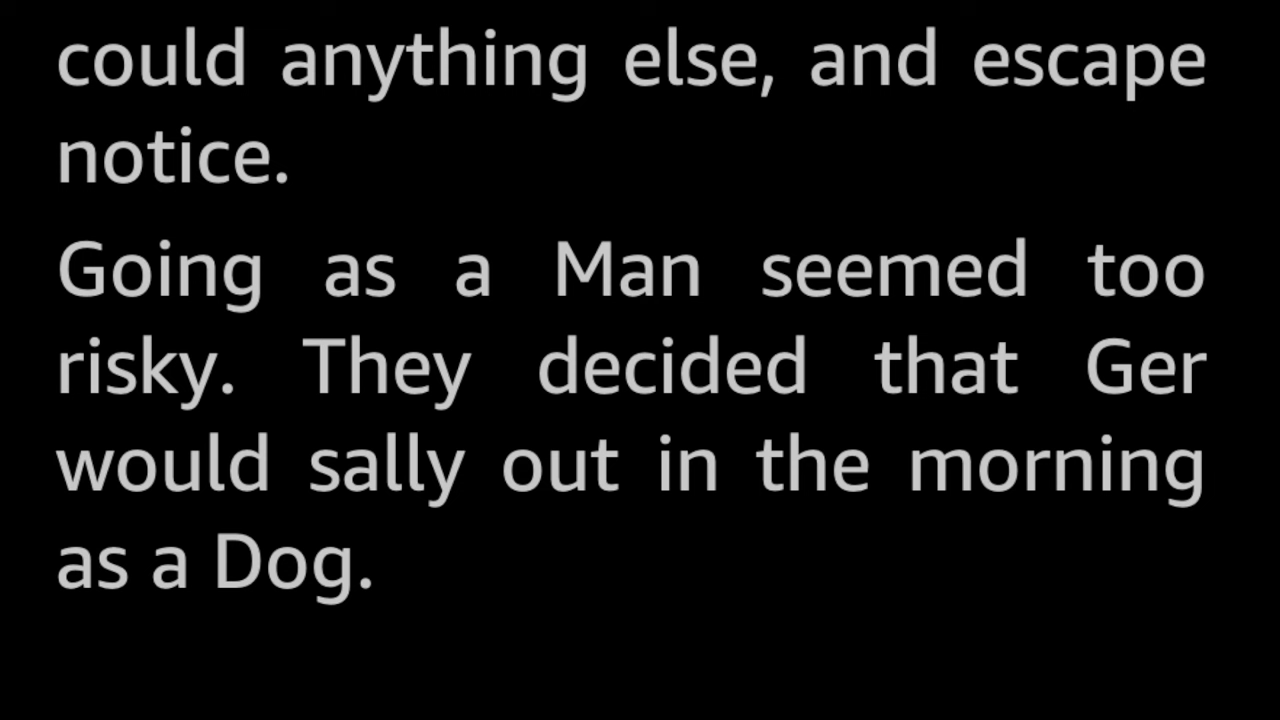 could anything else, and escape
notice.
Going as a Man seemed too
risky. They decided that Ger
would sally out in the morning
as a Dog.